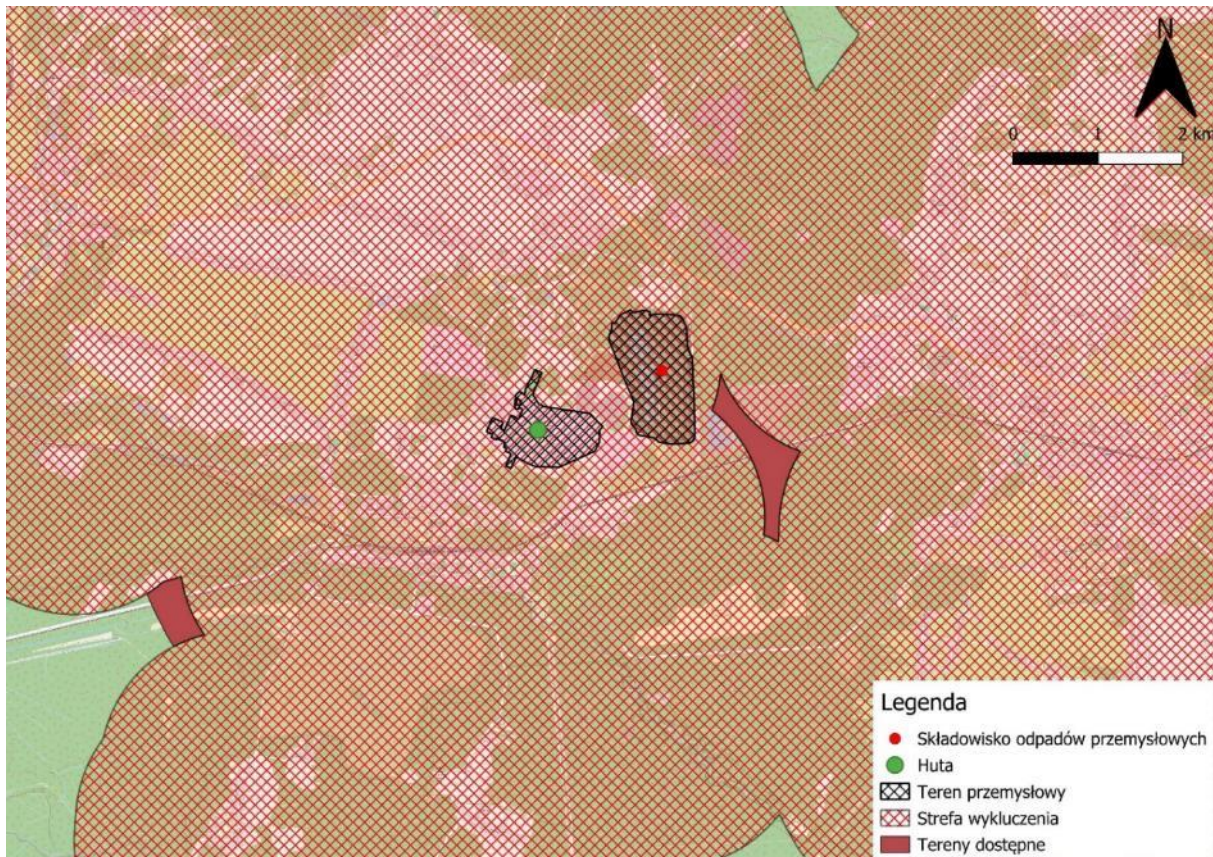 N
0 1 2 km
Legenda
Składowisko odpadów przemysłowych
Huta
Teren przemysłowy
Strefa wykluczenia
Tereny dostępne